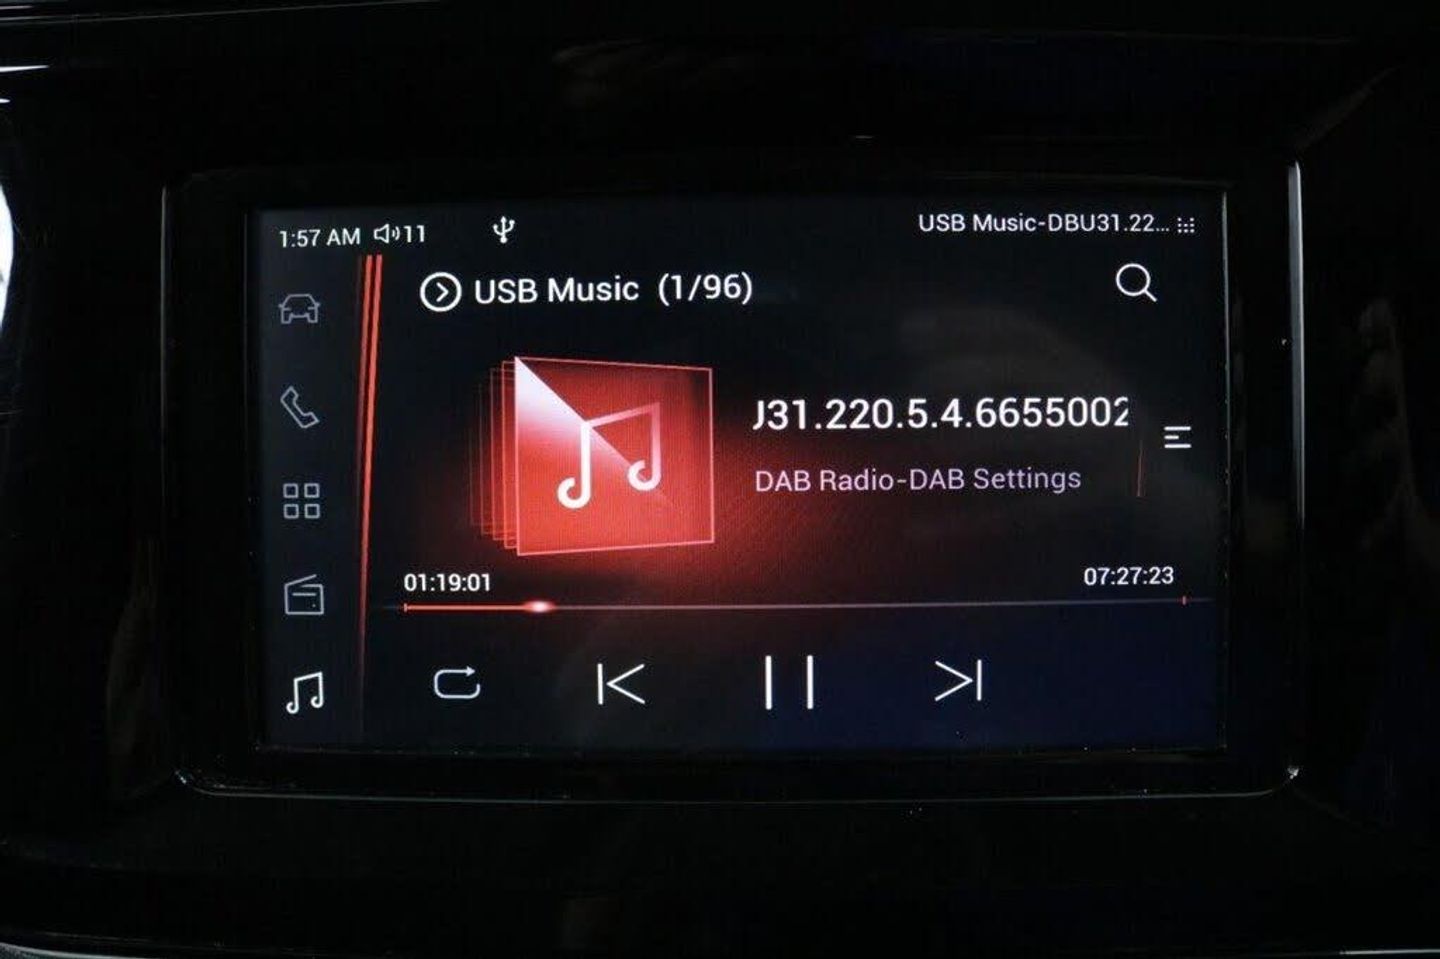 1:57 AM 11
USB Music-DBU31.22...
USB Music (1/96)
J31.220.5.4.6655002
DAB Radio-DAB Settings
01:19:01
07:27:23